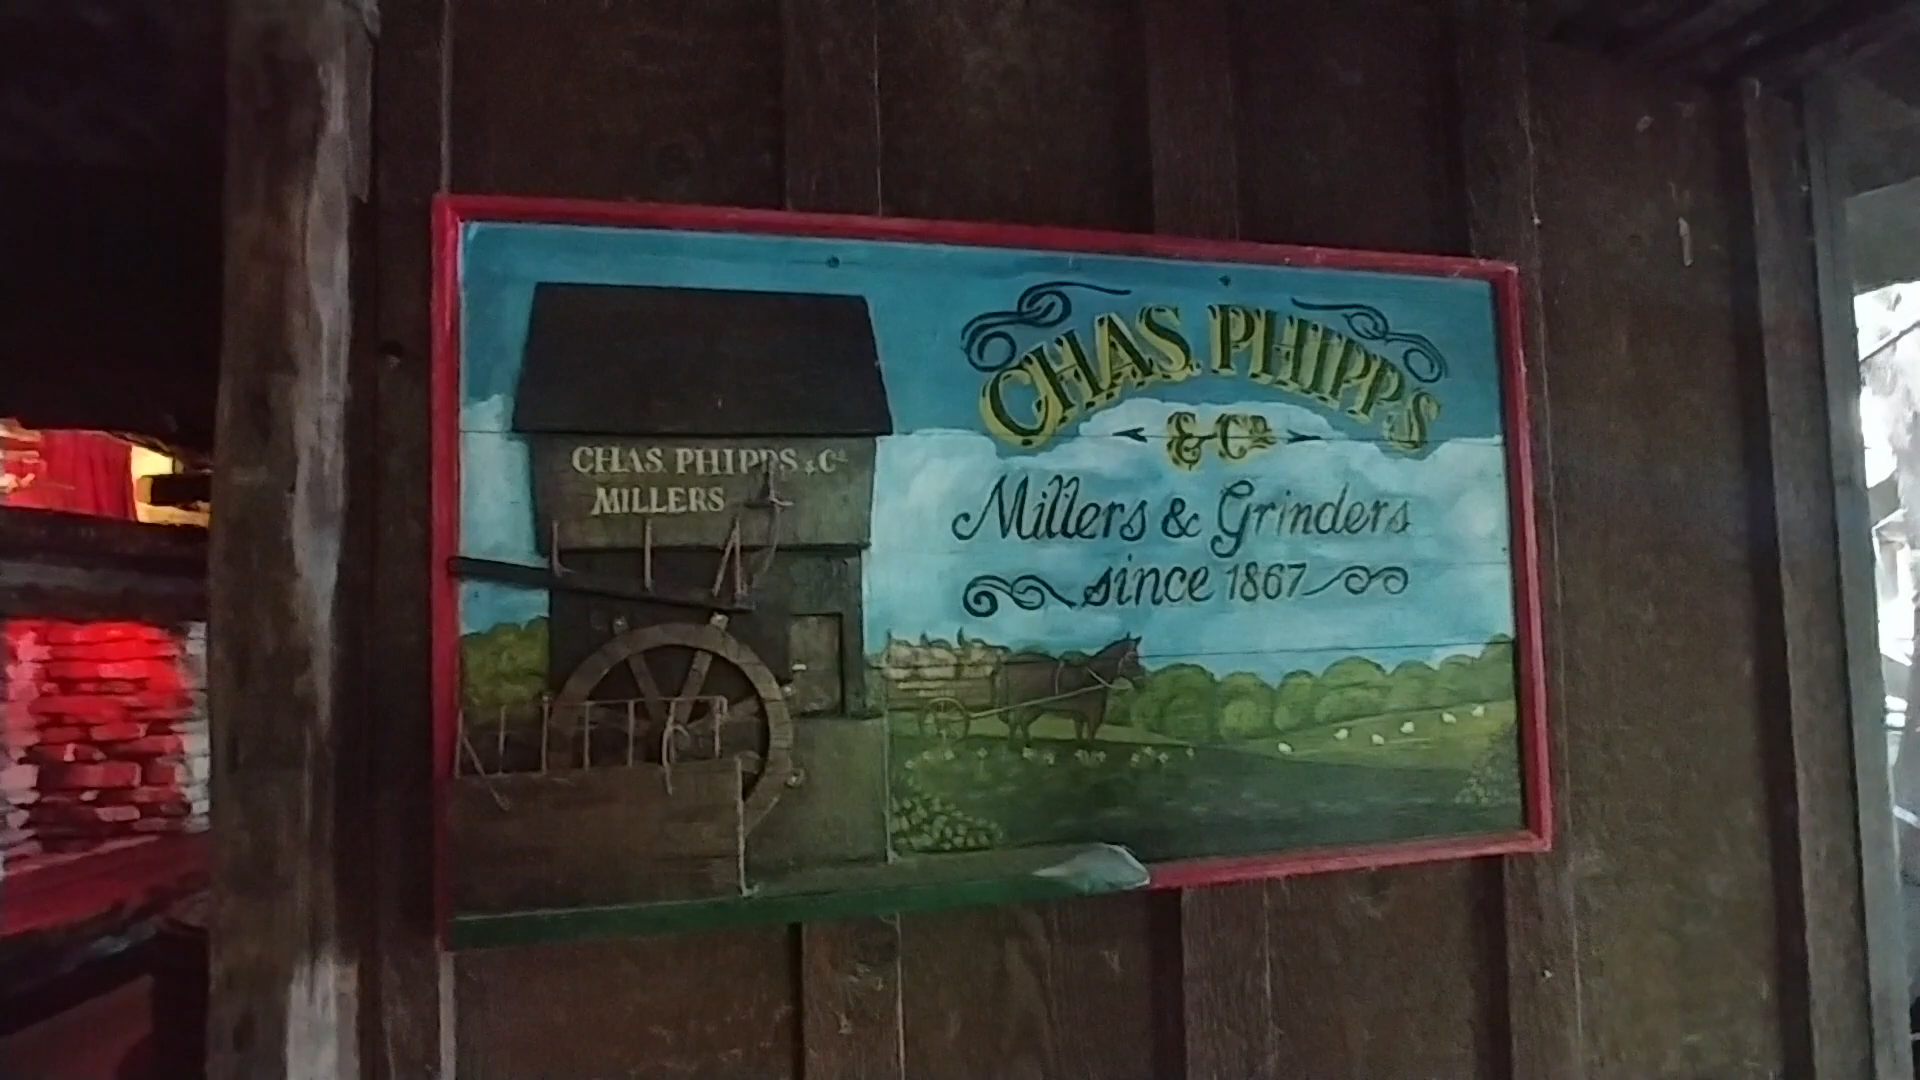 CHAS. PHIPPS & Co.
MILLERS
CHAS. PHIPPS
& Co.
Millers & Grinders
since 1867